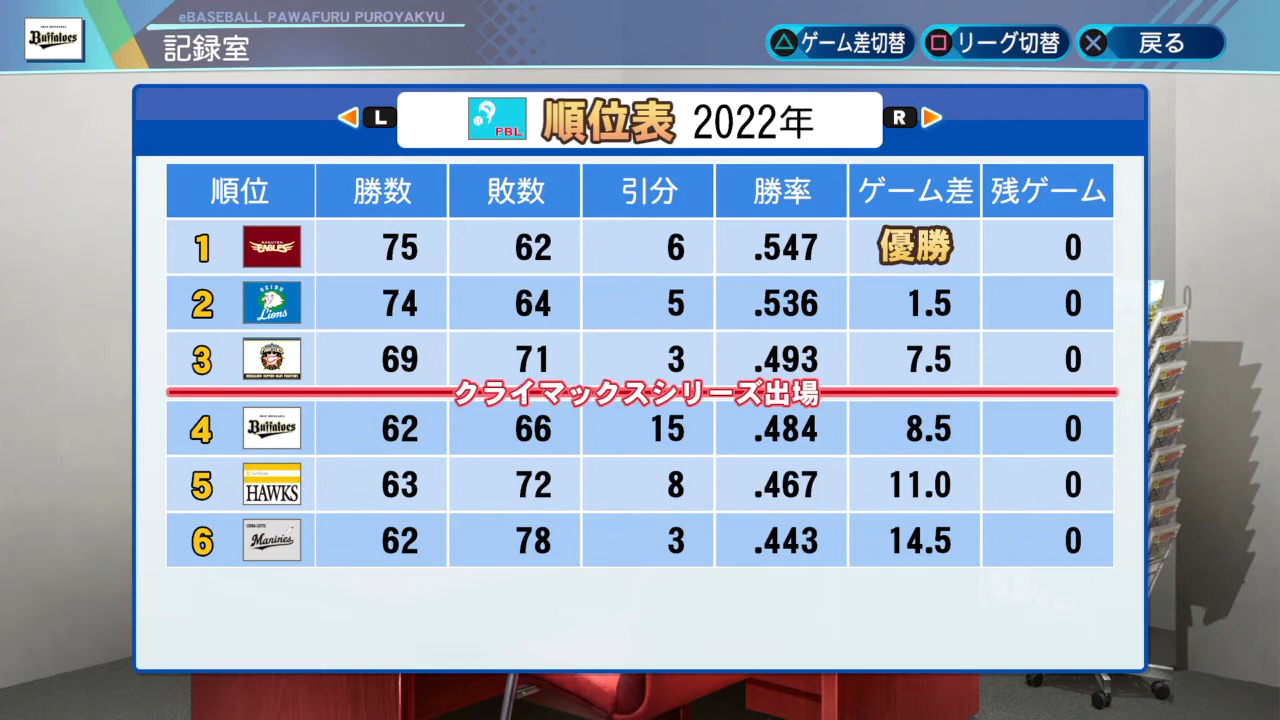 Buffaloes
eBASEBALL PAWAFURU PUROYAKYU
記録室
ゲーム差切替 リーグ切替 戻る
L PBL 順位表 2022年 R
順位 勝数 敗数 引分 勝率 ゲーム差 残ゲーム
1 EAGLES 75 62 6 .547 優勝 0
2 SEIBU Lions 74 64 5 .536 1.5 0
3 69 71 3 .493 7.5 0
クライマックスシリーズ出場
4 Buffaloes 62 66 15 .484 8.5 0
5 HAWKS 63 72 8 .467 11.0 0
6 Marines 62 78 3 .443 14.5 0